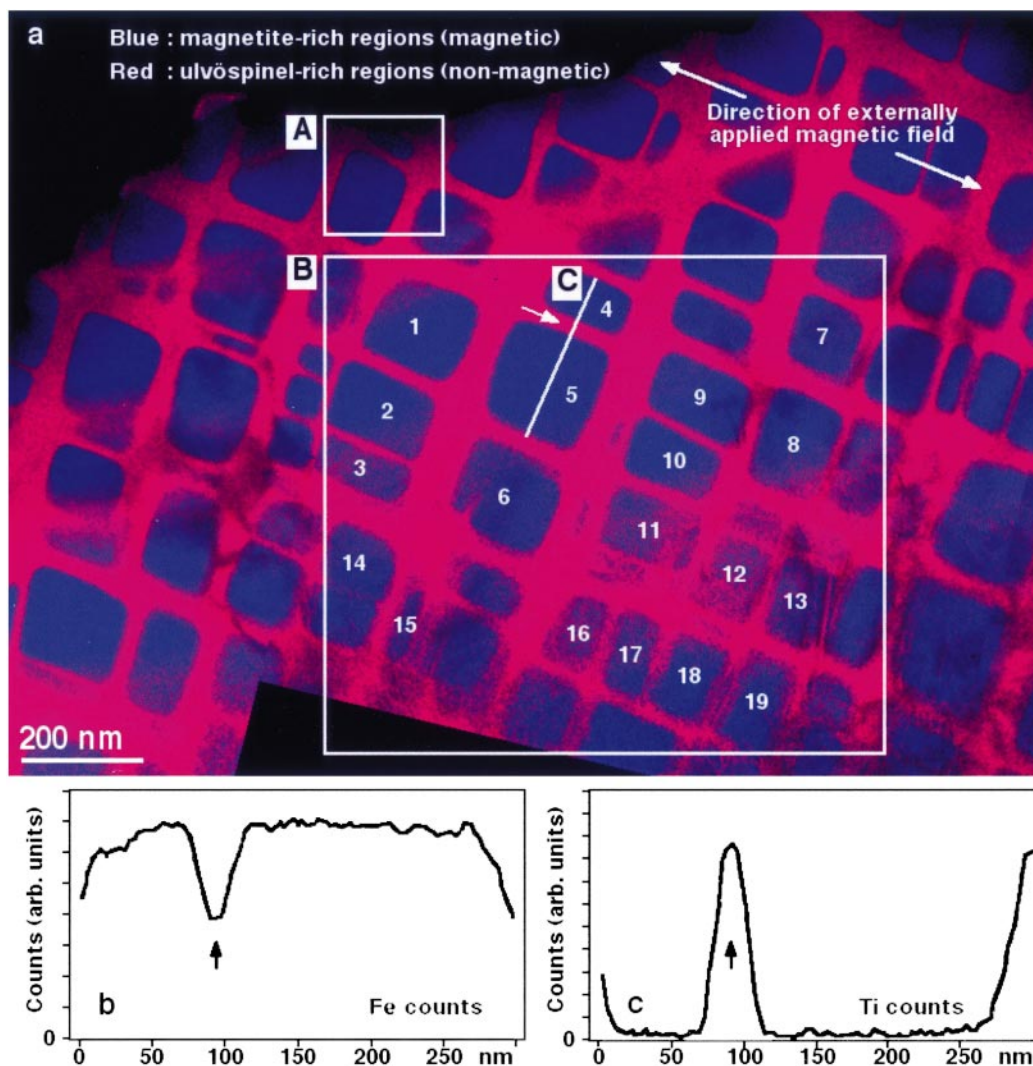 a
Blue : magnetite-rich regions (magnetic)
Red : ulvöspinel-rich regions (non-magnetic)
Direction of externally
applied magnetic field
A
B
C
1
2
3
4
5
6
7
8
9
10
11
12
13
14
15
16
17
18
19
200 nm
Counts (arb. units)
0
b
Fe counts
0 50 100 150 200 250 nm
Counts (arb. units)
0
c
Ti counts
0 50 100 150 200 250 nm